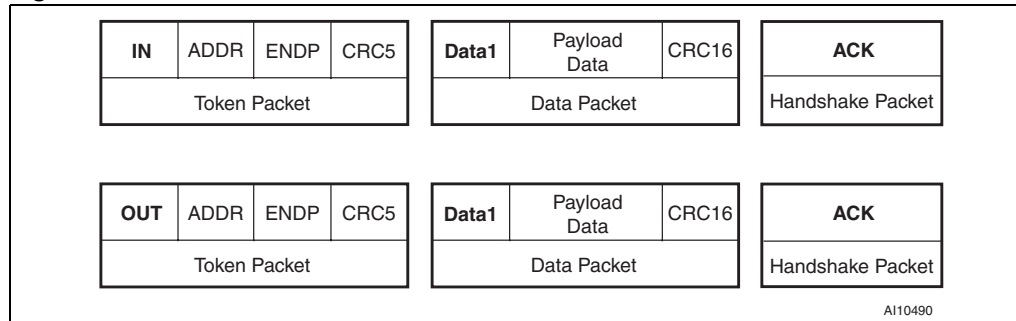 IN ADDR ENDP CRC5 Data1 Payload Data CRC16 ACK
Token Packet Data Packet Handshake Packet
OUT ADDR ENDP CRC5 Data1 Payload Data CRC16 ACK
Token Packet Data Packet Handshake Packet
AI10490